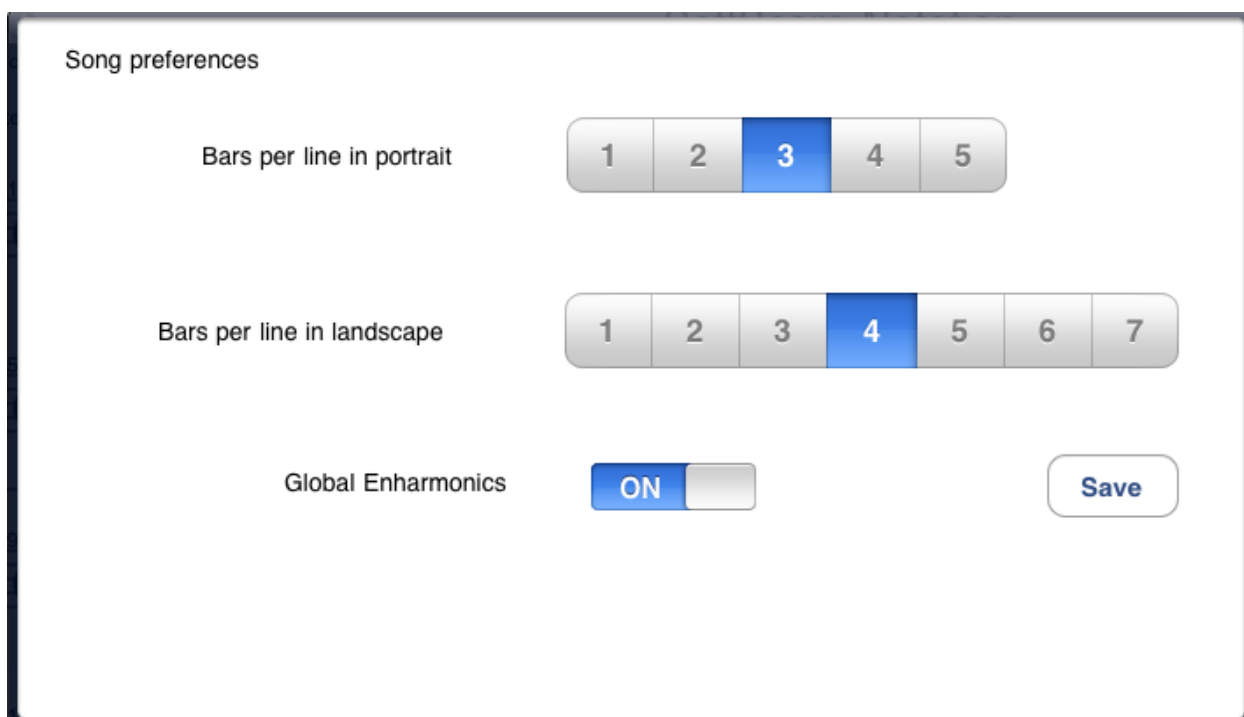 Song preferences
Bars per line in portrait 1 2 3 4 5
Bars per line in landscape 1 2 3 4 5 6 7
Global Enharmonics ON Save